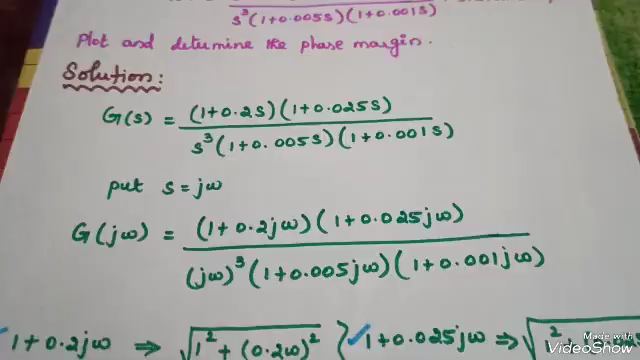 s³(1+0.005s)(1+0.001s)
Plot and determine the phase margin.
Solution:
G(s) = (1+0.2s)(1+0.025s)
s³(1+0.005s)(1+0.001s)
put s = jω
G(jω) = (1+0.2jω)(1+0.025jω)
(jω)³(1+0.005jω)(1+0.001jω)
1+0.2jω ⇒ √1²+(0.2ω)² } ✓1+0.025jω ⇒ √1²+
Made with
VideoShow